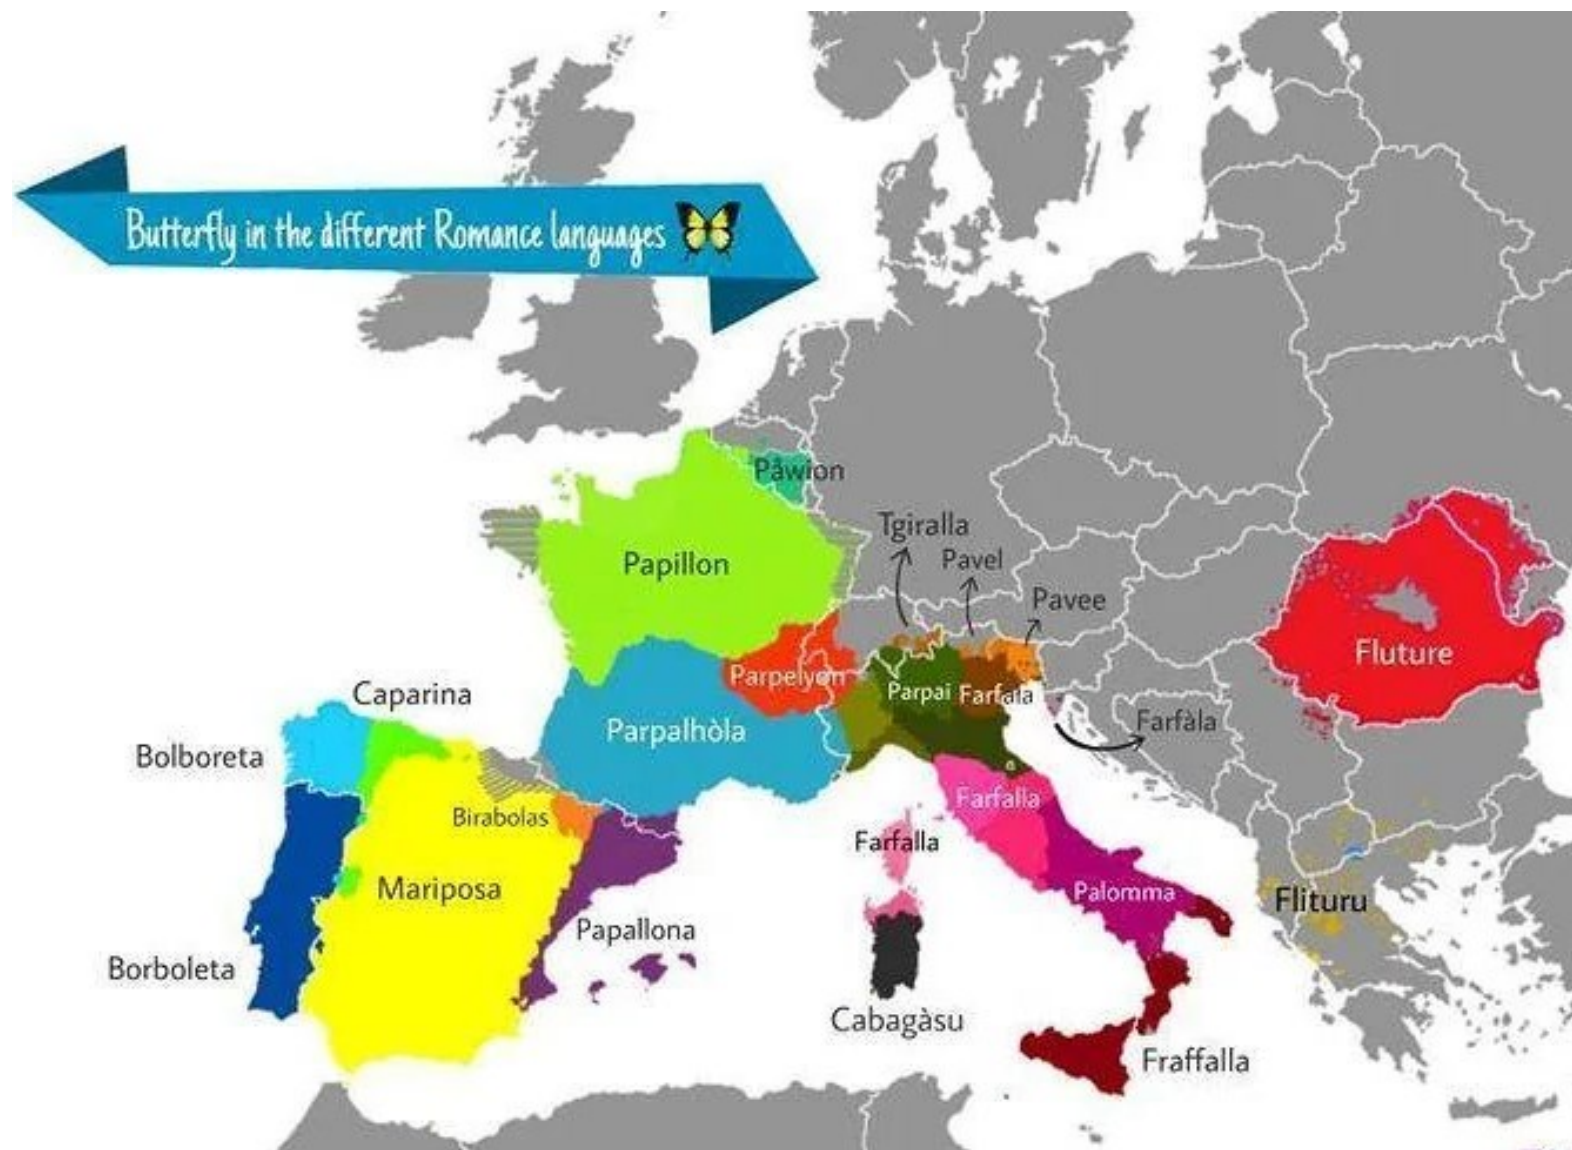 Butterfly in the different Romance languages
Påwion
Tgiralla
Papillon
Pavel
Pavee
Fluture
Parpelyon
Parpai
Farfała
Caparina
Parpalhòla
Farfàla
Bolboreta
Farfalla
Birabolas
Farfalla
Mariposa
Palomma
Flituru
Papallona
Borboleta
Cabagàsu
Fraffalla